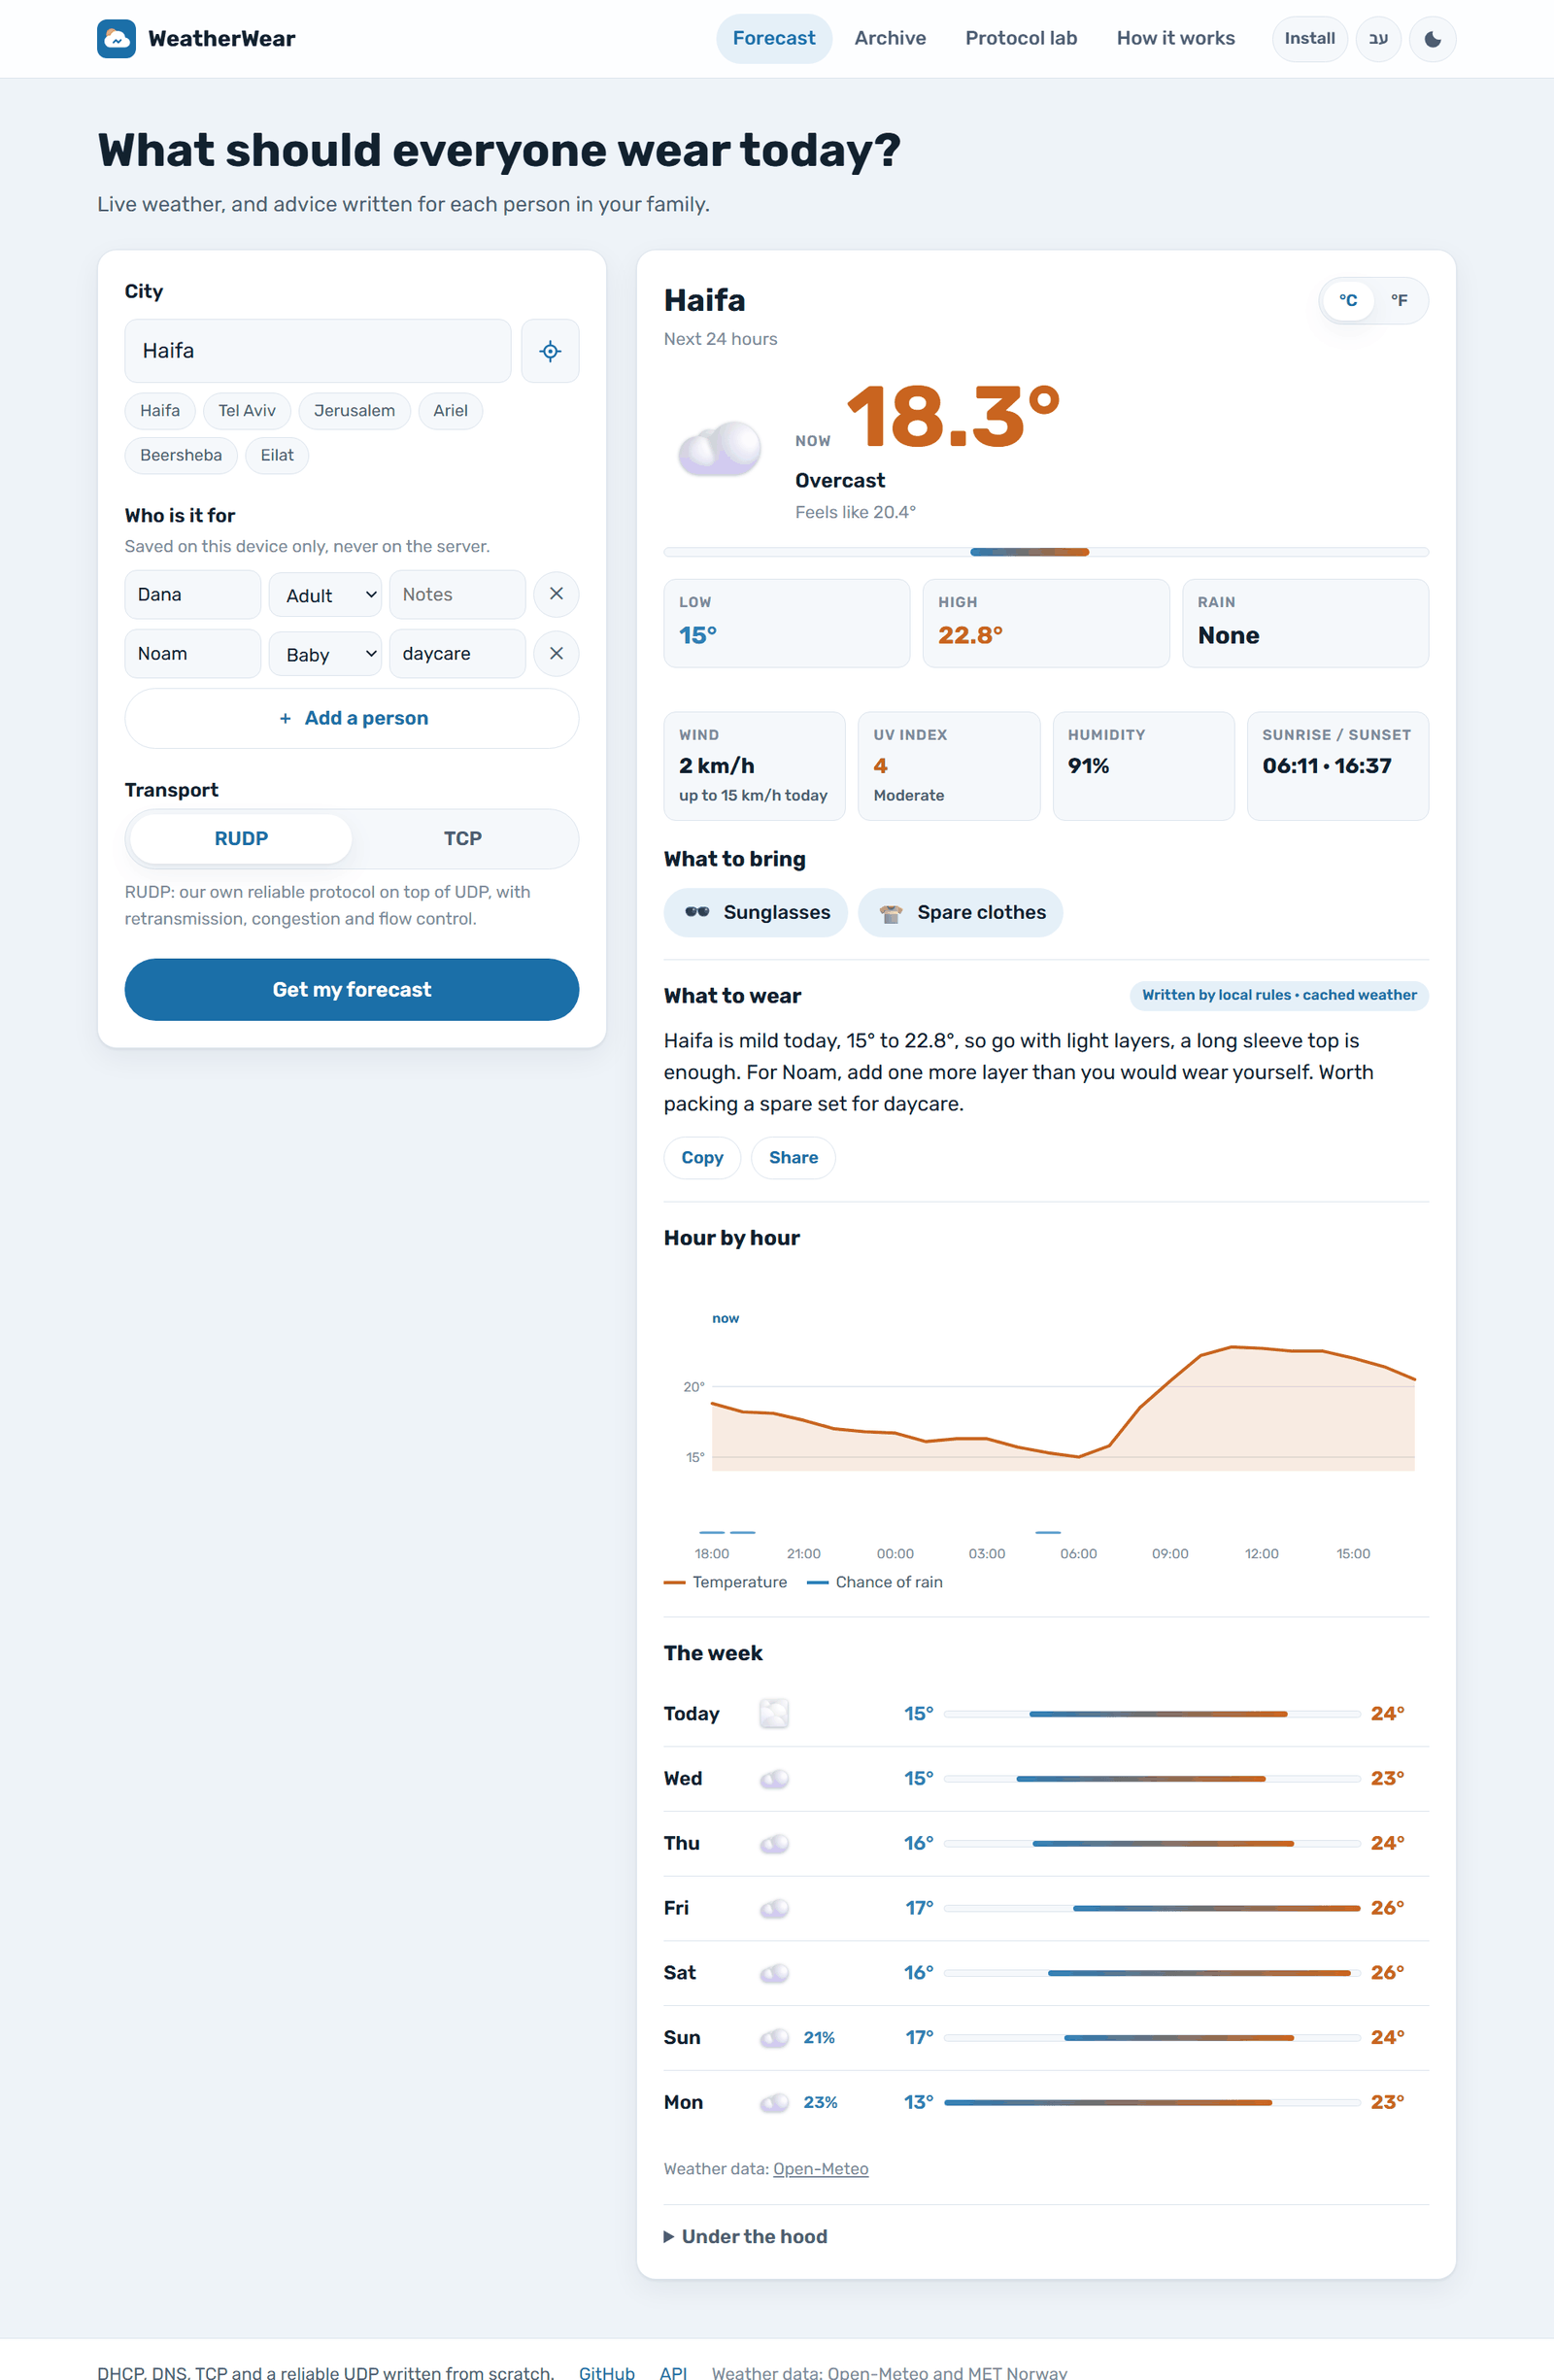 WeatherWear
Forecast
Archive
Protocol lab
How it works
Install
עב
What should everyone wear today?
Live weather, and advice written for each person in your family.
City
Haifa
Haifa
Tel Aviv
Jerusalem
Ariel
Beersheba
Eilat
Who is it for
Saved on this device only, never on the server.
Dana
Adult
Notes
Noam
Baby
daycare
+ Add a person
Transport
RUDP
TCP
RUDP: our own reliable protocol on top of UDP, with
retransmission, congestion and flow control.
Get my forecast
Haifa
°C
°F
Next 24 hours
NOW 18.3°
Overcast
Feels like 20.4°
LOW
15°
HIGH
22.8°
RAIN
None
WIND
2 km/h
up to 15 km/h today
UV INDEX
4
Moderate
HUMIDITY
91%
SUNRISE / SUNSET
06:11 • 16:37
What to bring
Sunglasses
Spare clothes
What to wear
Written by local rules • cached weather
Haifa is mild today, 15° to 22.8°, so go with light layers, a long sleeve top is
enough. For Noam, add one more layer than you would wear yourself. Worth
packing a spare set for daycare.
Copy
Share
Hour by hour
now
20°
15°
18:00 21:00 00:00 03:00 06:00 09:00 12:00 15:00
Temperature
Chance of rain
The week
Today 15° 24°
Wed 15° 23°
Thu 16° 24°
Fri 17° 26°
Sat 16° 26°
Sun 21% 17° 24°
Mon 23% 13° 23°
Weather data: Open-Meteo
Under the hood
DHCP, DNS, TCP and a reliable UDP written from scratch. GitHub API Weather data: Open-Meteo and MET Norway